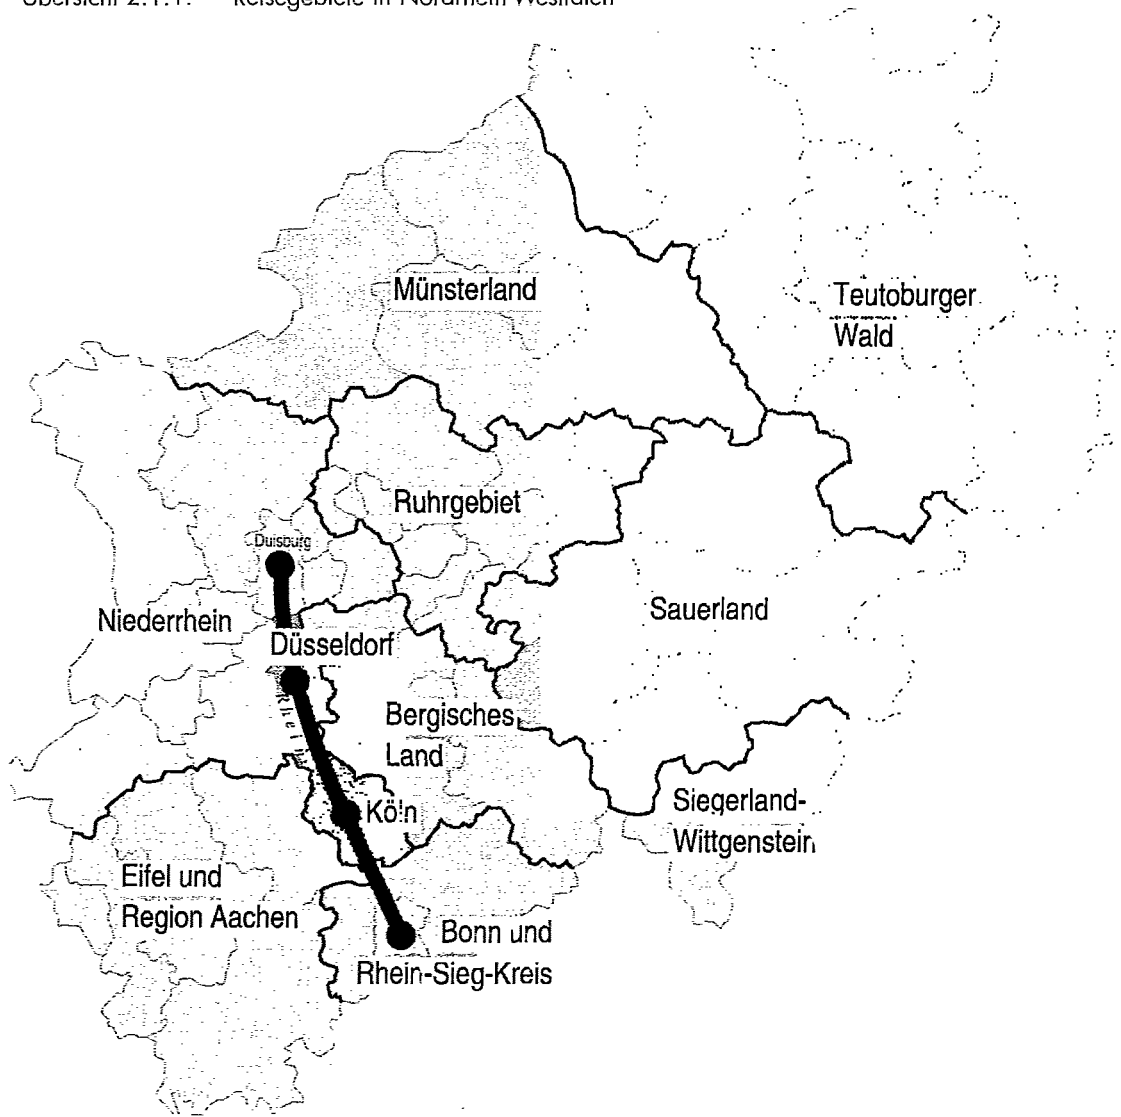 Übersicht 2.1.1. Reisegebiete in Nordrhein-Westfalen
Münsterland
Teutoburger
Wald
Ruhrgebiet
Duisburg
Niederrhein
Sauerland
Düsseldorf
Rhein
Bergisches
Land
Siegerland-
Wittgenstein
Köln
Eifel und
Region Aachen
Bonn und
Rhein-Sieg-Kreis